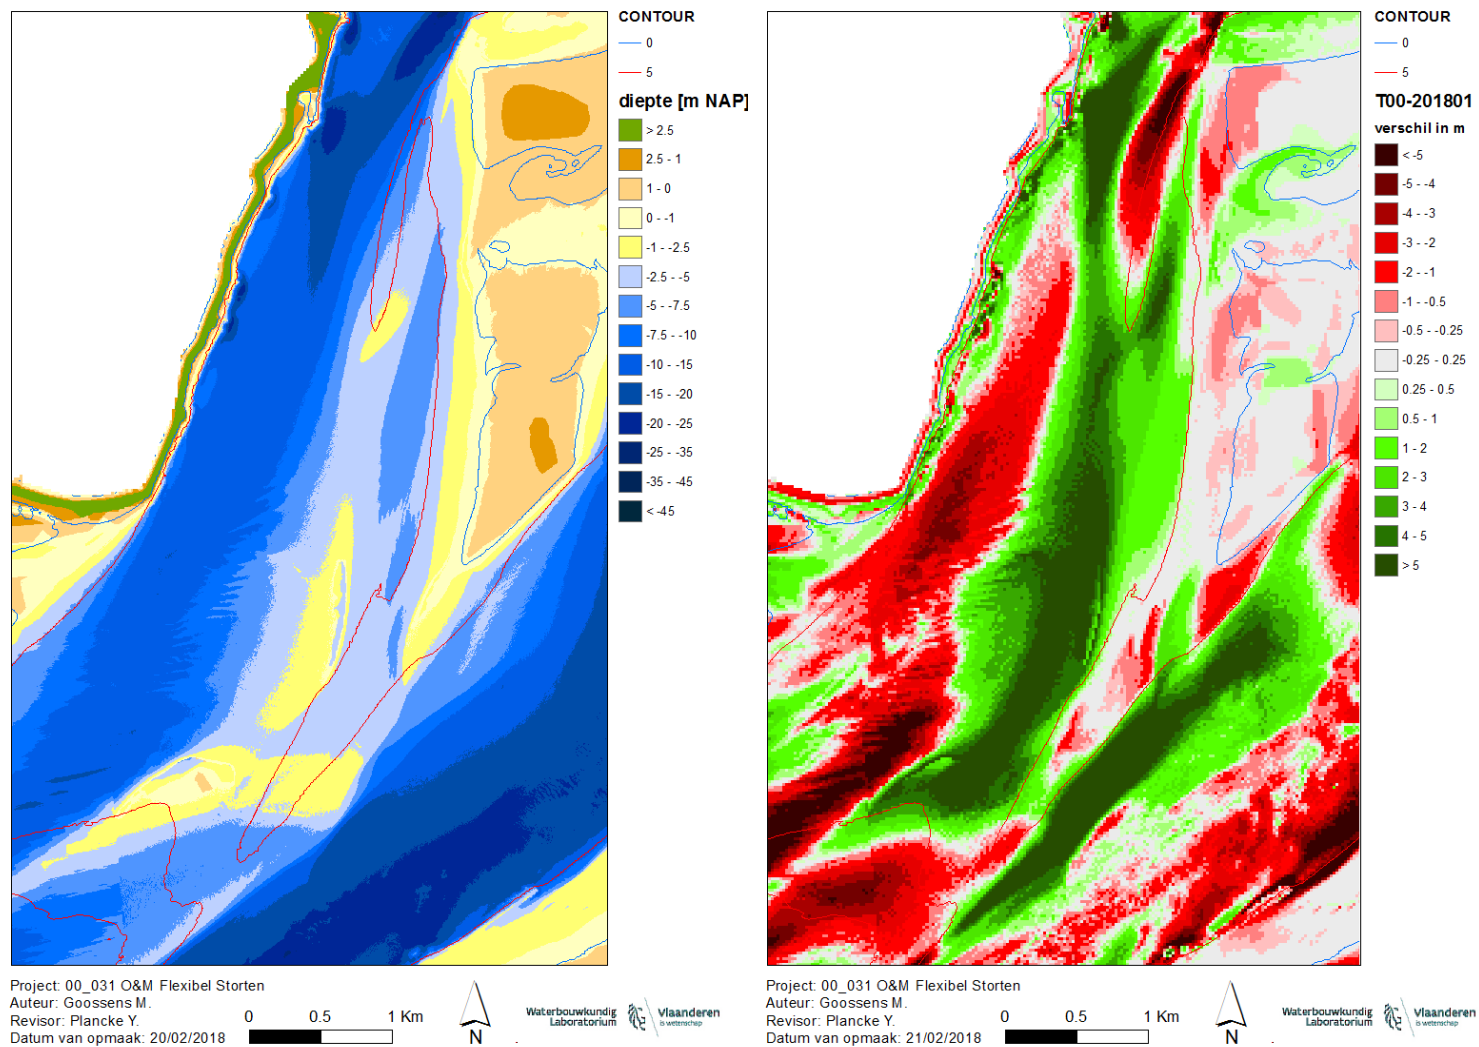 CONTOUR
0
5
diepte [m NAP]
> 2.5
2.5 - 1
1 - 0
0 - -1
-1 - -2.5
-2.5 - -5
-5 - -7.5
-7.5 - -10
-10 - -15
-15 - -20
-20 - -25
-25 - -35
-35 - -45
< -45
Project: 00_031 O&M Flexibel Storten
Auteur: Goossens M.
Revisor: Plancke Y.
Datum van opmaak: 20/02/2018
0 0.5 1 Km
N
Waterbouwkundig
Laboratorium
Vlaanderen
is wetenschap
CONTOUR
0
5
T00-201801
verschil in m
< -5
-5 - -4
-4 - -3
-3 - -2
-2 - -1
-1 - -0.5
-0.5 - -0.25
-0.25 - 0.25
0.25 - 0.5
0.5 - 1
1 - 2
2 - 3
3 - 4
4 - 5
> 5
Project: 00_031 O&M Flexibel Storten
Auteur: Goossens M.
Revisor: Plancke Y.
Datum van opmaak: 21/02/2018
0 0.5 1 Km
N
Waterbouwkundig
Laboratorium
Vlaanderen
is wetenschap